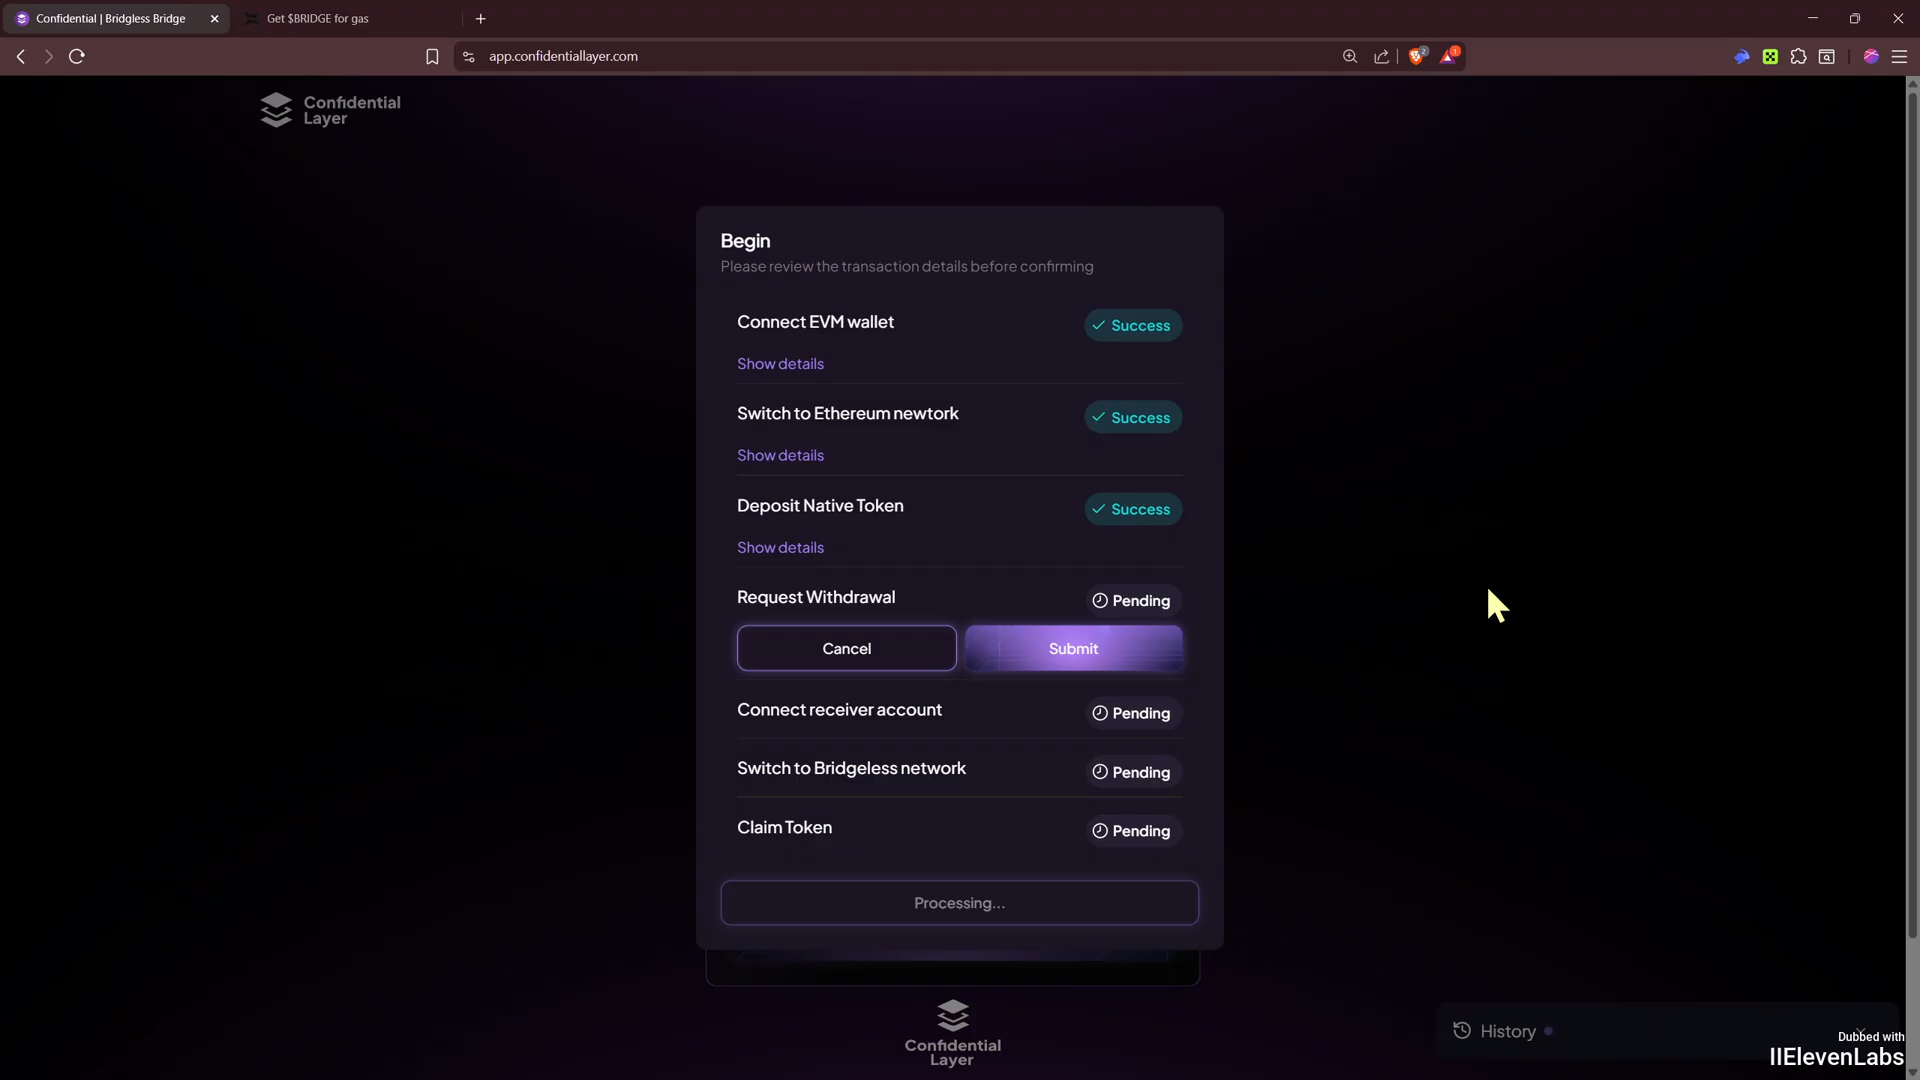 Confidential | Bridgless Bridge
Get $BRIDGE for gas
app.confidentiallayer.com
2
1
Confidential
Layer
Begin
Please review the transaction details before confirming
Connect EVM wallet
Success
Show details
Switch to Ethereum newtork
Success
Show details
Deposit Native Token
Success
Show details
Request Withdrawal
Pending
Cancel
Submit
Connect receiver account
Pending
Switch to Bridgeless network
Pending
Claim Token
Pending
Processing...
Confidential
Layer
History
Dubbed with
IIElevenLabs